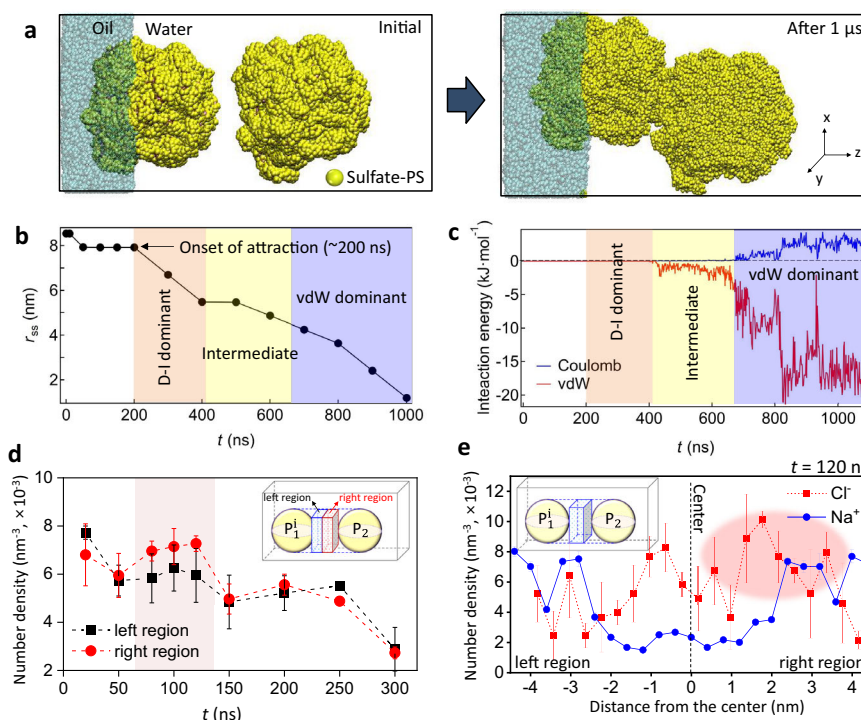 a
Oil
Water
Initial
Sulfate-PS
After 1 µs
x
z
y
b
Onset of attraction (~200 ns)
D-I dominant
Intermediate
vdW dominant
r_ss (nm)
8
6
4
2
0 200 400 600 800 1000
t (ns)
c
Inteaction energy (kJ·mol⁻¹)
0
-5
-10
-15
-20
D-I dominant
Intermediate
vdW dominant
Coulomb
vdW
0 200 400 600 800 1000
t (ns)
d
Number density (nm⁻³, ×10⁻³)
10
8
6
4
2
left region
right region
P₁ⁱ
P₂
left region
right region
0 50 100 150 200 250 300
t (ns)
e
t = 120 n
Number density (nm⁻³, ×10⁻³)
10
8
6
4
2
0
P₁ⁱ
P₂
Center
Cl⁻
Na⁺
left region
right region
-4 -3 -2 -1 0 1 2 3 4
Distance from the center (nm)